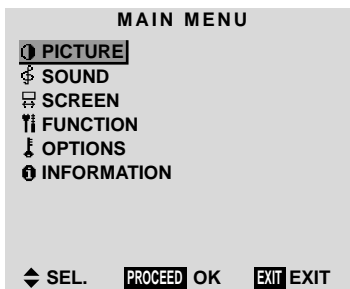 MAIN MENU
PICTURE
SOUND
SCREEN
FUNCTION
OPTIONS
INFORMATION
SEL. PROCEED OK EXIT EXIT